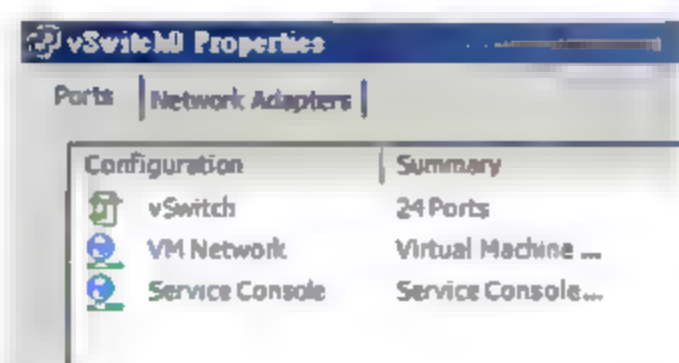 vSwitch0 Properties
Ports Network Adapters
Configuration Summary
vSwitch 24 Ports
VM Network Virtual Machine ...
Service Console Service Console...